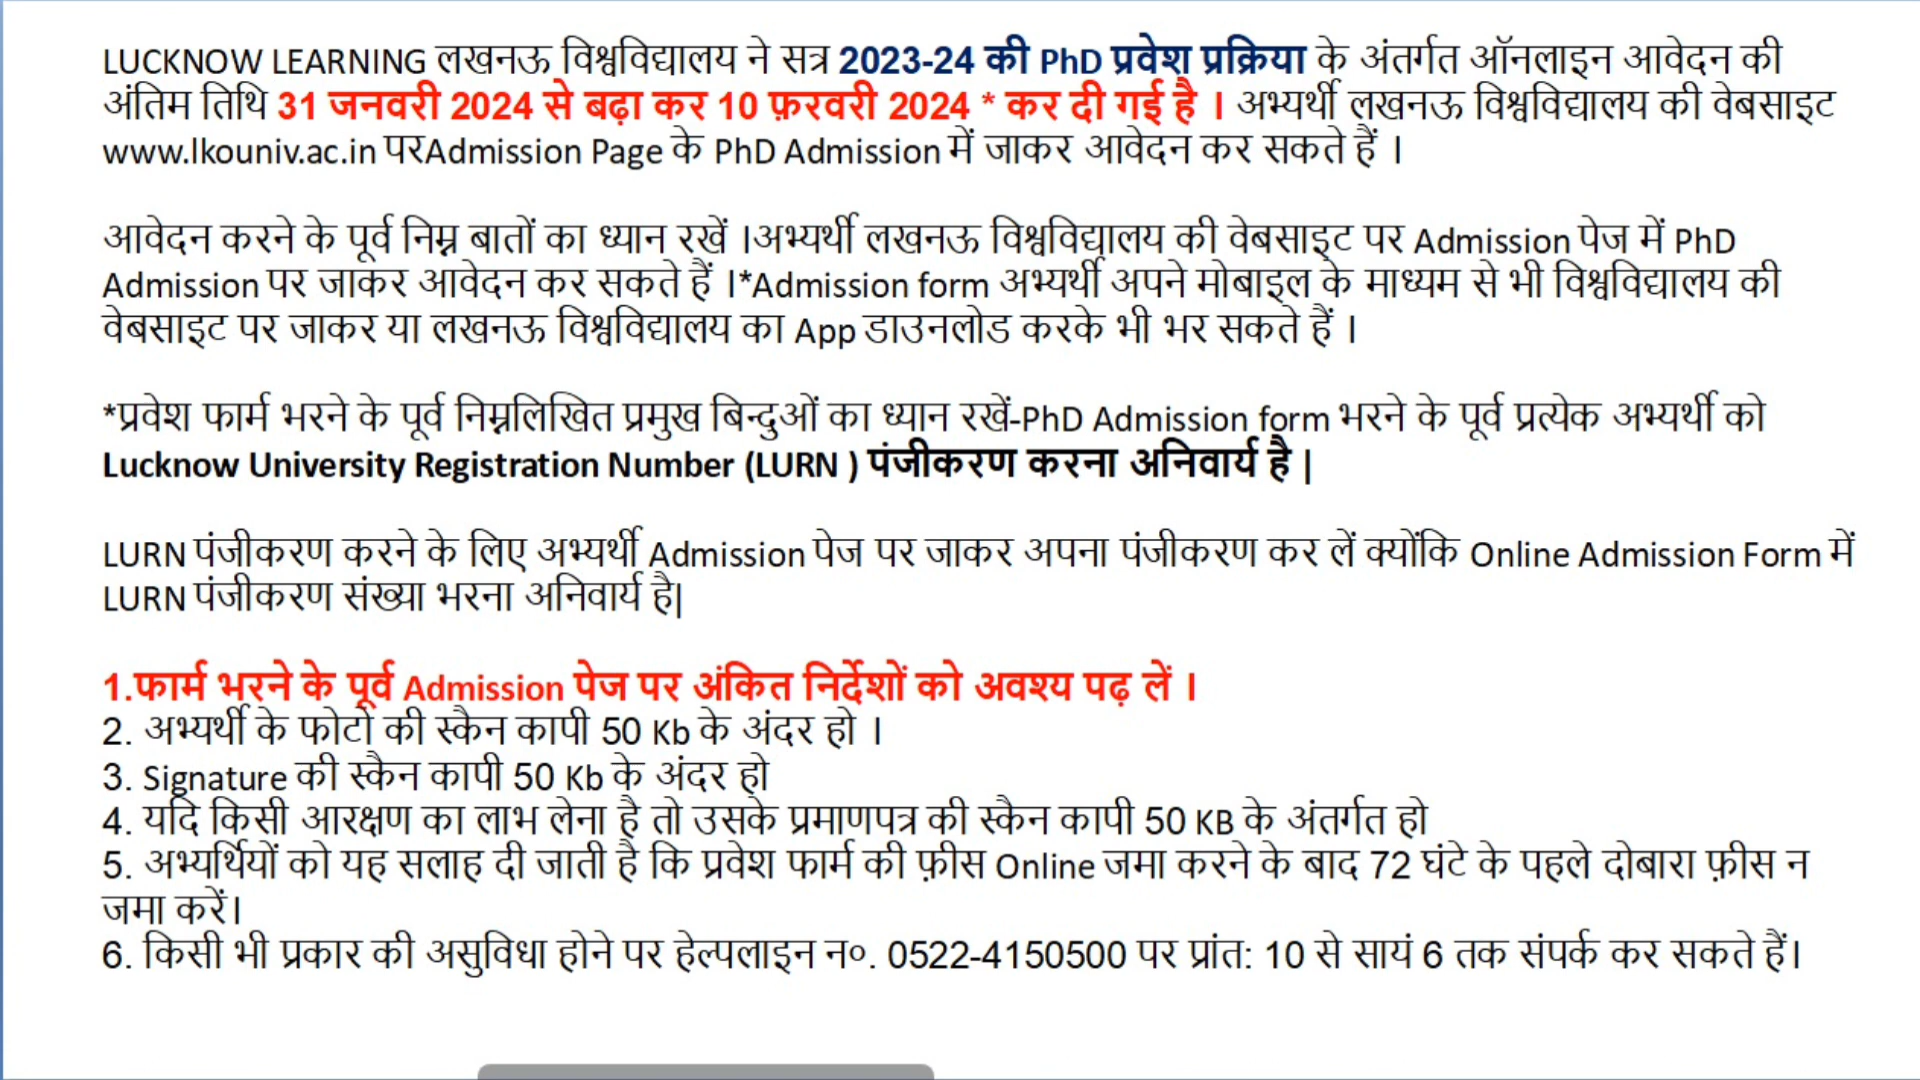 LUCKNOW LEARNING लखनऊ विश्वविद्यालय ने सत्र 2023-24 की PhD प्रवेश प्रक्रिया के अंतर्गत ऑनलाइन आवेदन की
अंतिम तिथि 31 जनवरी 2024 से बढ़ा कर 10 फ़रवरी 2024 * कर दी गई है । अभ्यर्थी लखनऊ विश्वविद्यालय की वेबसाइट
www.lkouniv.ac.in परAdmission Page के PhD Admission में जाकर आवेदन कर सकते हैं ।
आवेदन करने के पूर्व निम्न बातों का ध्यान रखें ।अभ्यर्थी लखनऊ विश्वविद्यालय की वेबसाइट पर Admission पेज में PhD
Admission पर जाकर आवेदन कर सकते हैं ।*Admission form अभ्यर्थी अपने मोबाइल के माध्यम से भी विश्वविद्यालय की
वेबसाइट पर जाकर या लखनऊ विश्वविद्यालय का App डाउनलोड करके भी भर सकते हैं ।
*प्रवेश फार्म भरने के पूर्व निम्नलिखित प्रमुख बिन्दुओं का ध्यान रखें-PhD Admission form भरने के पूर्व प्रत्येक अभ्यर्थी को
Lucknow University Registration Number (LURN ) पंजीकरण करना अनिवार्य है |
LURN पंजीकरण करने के लिए अभ्यर्थी Admission पेज पर जाकर अपना पंजीकरण कर लें क्योंकि Online Admission Form में
LURN पंजीकरण संख्या भरना अनिवार्य है|
1.फार्म भरने के पूर्व Admission पेज पर अंकित निर्देशों को अवश्य पढ़ लें ।
2. अभ्यर्थी के फोटो की स्कैन कापी 50 Kb के अंदर हो ।
3. Signature की स्कैन कापी 50 Kb के अंदर हो
4. यदि किसी आरक्षण का लाभ लेना है तो उसके प्रमाणपत्र की स्कैन कापी 50 KB के अंतर्गत हो
5. अभ्यर्थियों को यह सलाह दी जाती है कि प्रवेश फार्म की फ़ीस Online जमा करने के बाद 72 घंटे के पहले दोबारा फ़ीस न
जमा करें।
6. किसी भी प्रकार की असुविधा होने पर हेल्पलाइन न०. 0522-4150500 पर प्रांत: 10 से सायं 6 तक संपर्क कर सकते हैं।